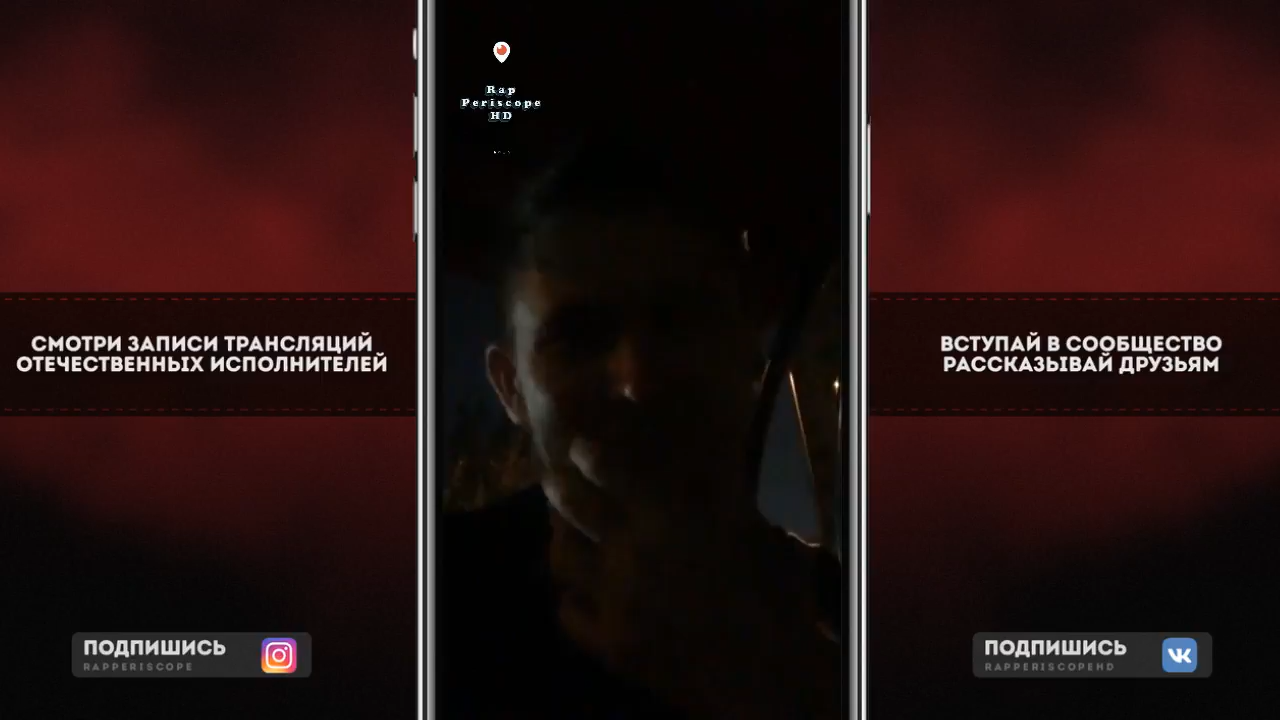 Rap
Periscope
HD
СМОТРИ ЗАПИСИ ТРАНСЛЯЦИЙ
ОТЕЧЕСТВЕННЫХ ИСПОЛНИТЕЛЕЙ
ВСТУПАЙ В СООБЩЕСТВО
РАССКАЗЫВАЙ ДРУЗЬЯМ
ПОДПИШИСЬ
RAPPERISCOPE
ПОДПИШИСЬ
RAPPERISCOPEHD